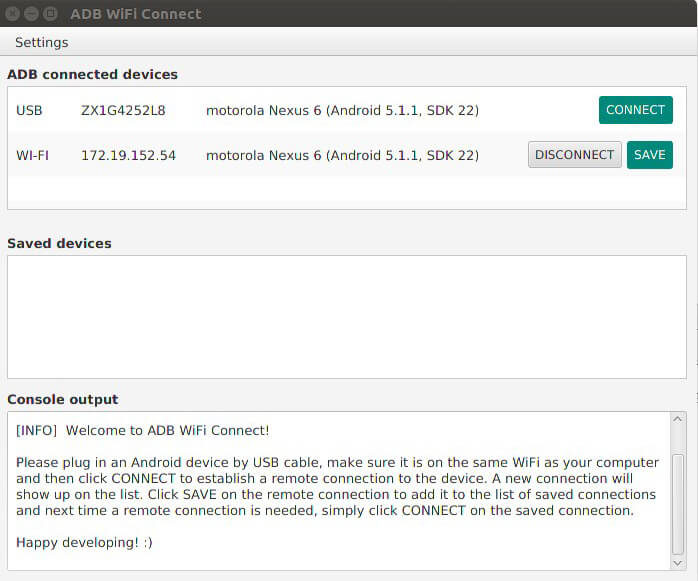 ADB WiFi Connect
Settings
ADB connected devices
USB ZX1G4252L8 motorola Nexus 6 (Android 5.1.1, SDK 22) CONNECT
WI-FI 172.19.152.54 motorola Nexus 6 (Android 5.1.1, SDK 22) DISCONNECT SAVE
Saved devices
Console output
[INFO]  Welcome to ADB WiFi Connect!
Please plug in an Android device by USB cable, make sure it is on the same WiFi as your computer
and then click CONNECT to establish a remote connection to the device. A new connection will
show up on the list. Click SAVE on the remote connection to add it to the list of saved connections
and next time a remote connection is needed, simply click CONNECT on the saved connection.
Happy developing! :)